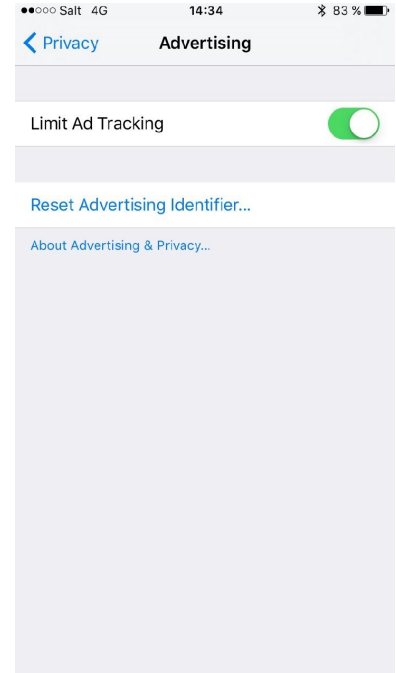 Salt 4G 14:34 83 %
Privacy Advertising
Limit Ad Tracking
Reset Advertising Identifier...
About Advertising & Privacy...